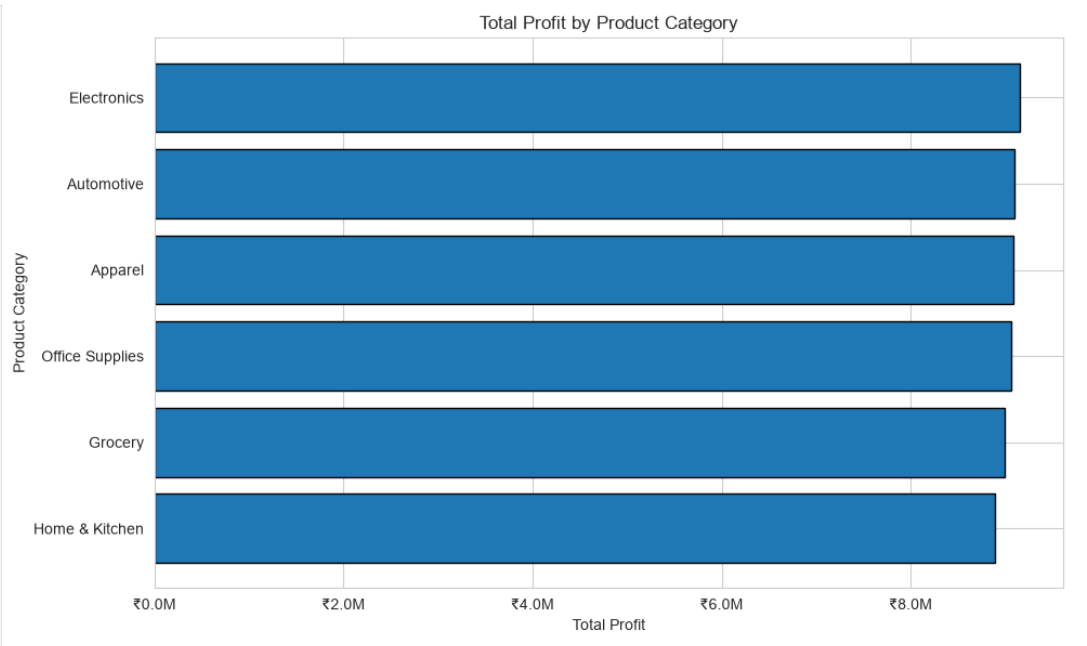 Total Profit by Product Category
Product Category
Electronics
Automotive
Apparel
Office Supplies
Grocery
Home & Kitchen
₹0.0M ₹2.0M ₹4.0M ₹6.0M ₹8.0M
Total Profit